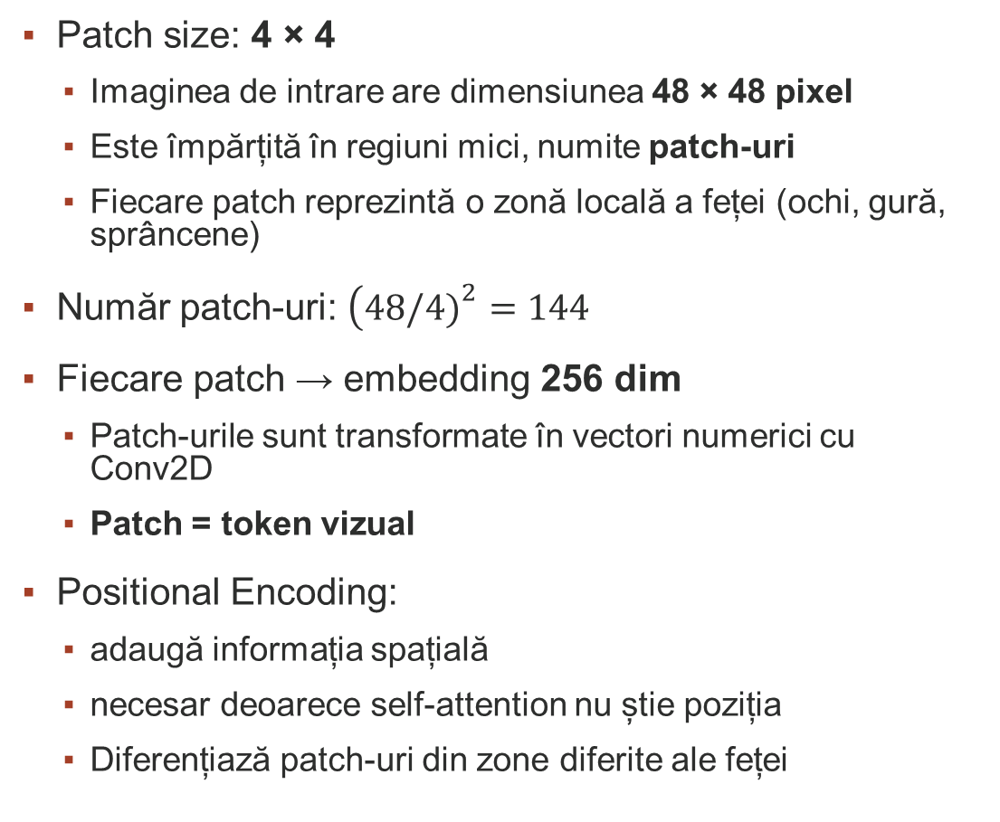 ▪ Patch size: 4 × 4
▪ Imaginea de intrare are dimensiunea 48 × 48 pixel
▪ Este împărțită în regiuni mici, numite patch-uri
▪ Fiecare patch reprezintă o zonă locală a feței (ochi, gură,
sprâncene)
▪ Număr patch-uri: (48/4)² = 144
▪ Fiecare patch → embedding 256 dim
▪ Patch-urile sunt transformate în vectori numerici cu
Conv2D
▪ Patch = token vizual
▪ Positional Encoding:
▪ adaugă informația spațială
▪ necesar deoarece self-attention nu știe poziția
▪ Diferențiază patch-uri din zone diferite ale feței